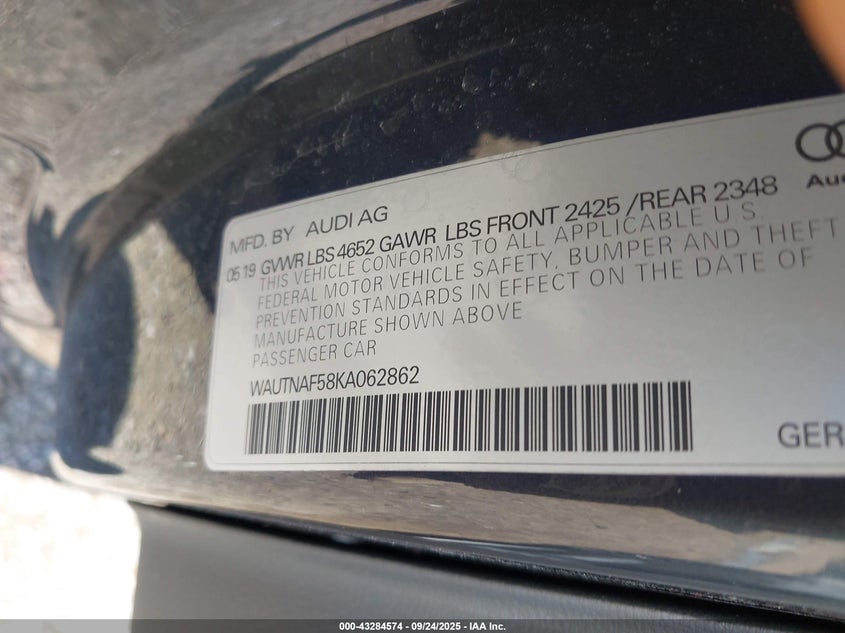 Aud
MFD. BY AUDI AG
05 19 GVWR LBS 4652 GAWR LBS FRONT 2425 / REAR 2348
THIS VEHICLE CONFORMS TO ALL APPLICABLE U.S.
FEDERAL MOTOR VEHICLE SAFETY, BUMPER AND THEFT
PREVENTION STANDARDS IN EFFECT ON THE DATE OF
MANUFACTURE SHOWN ABOVE
PASSENGER CAR
WAUTNAF58KA062862
GER
000-43284574 - 09/24/2025 - IAA Inc.